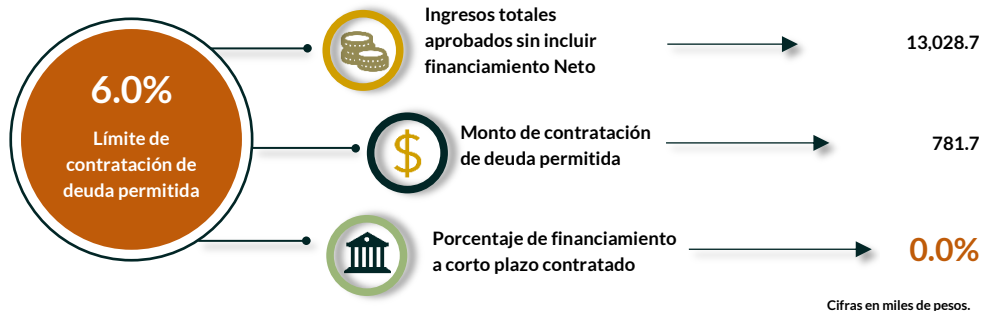 6.0%
Límite de
contratación de
deuda permitida
Ingresos totales
aprobados sin incluir
financiamiento Neto
13,028.7
$
Monto de contratación
de deuda permitida
781.7
Porcentaje de financiamiento
a corto plazo contratado
0.0%
Cifras en miles de pesos.